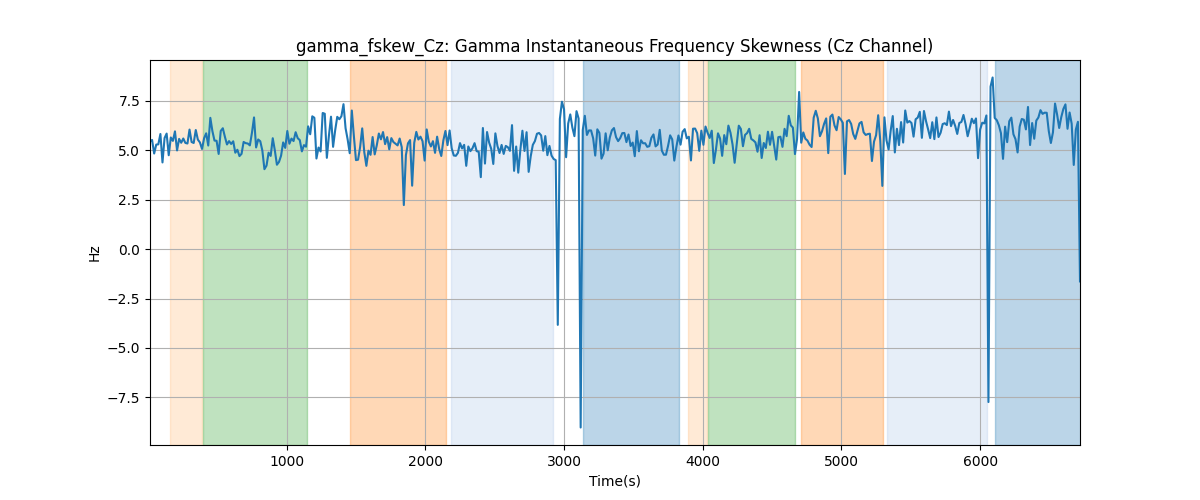 gamma_fskew_Cz: Gamma Instantaneous Frequency Skewness (Cz Channel)
7.5
5.0
2.5
0.0
−2.5
−5.0
−7.5
Hz
1000 2000 3000 4000 5000 6000
Time(s)